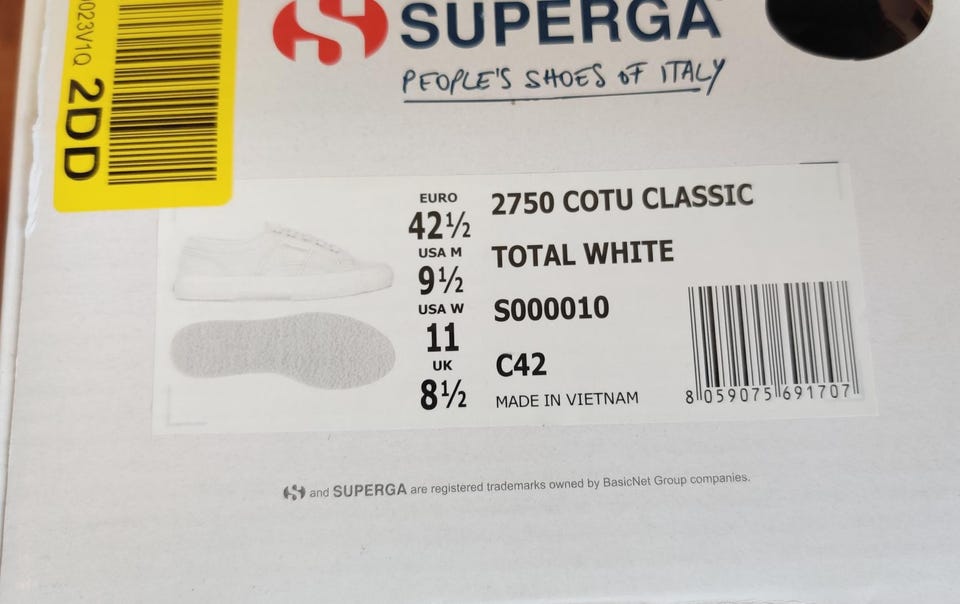 023V1Q
2DD
SUPERGA
PEOPLE'S SHOES OF ITALY
EURO
42½
USA M
9½
USA W
11
UK
8½
2750 COTU CLASSIC
TOTAL WHITE
S000010
C42
MADE IN VIETNAM
8 059075 691707
and SUPERGA are registered trademarks owned by BasicNet Group companies.